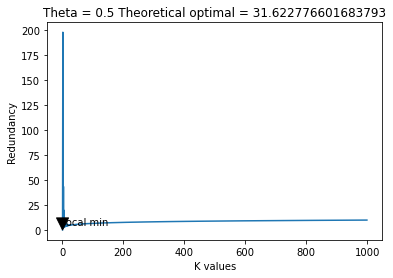 Theta = 0.5 Theoretical optimal = 31.622776601683793
200
175
150
125
100
75
50
25
0
Redundancy
local min
0 200 400 600 800 1000
K values